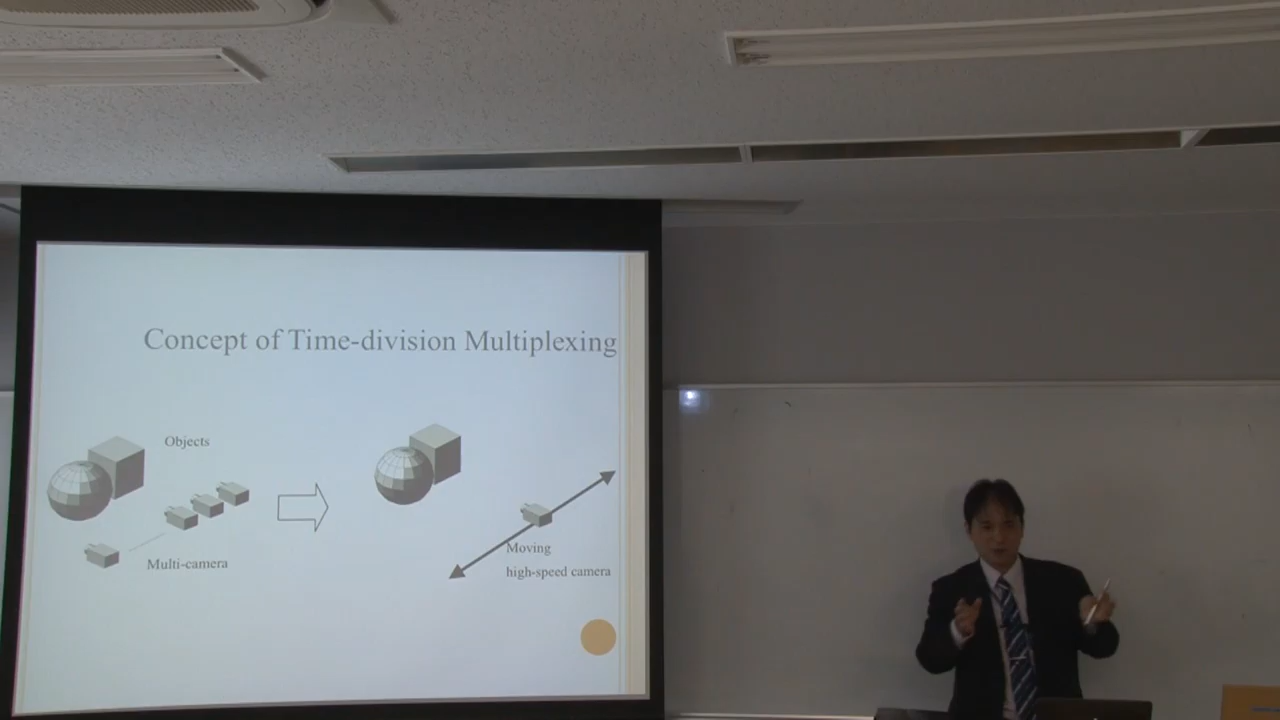 Concept of Time-division Multiplexing
Objects
Multi-camera
Moving
high-speed camera